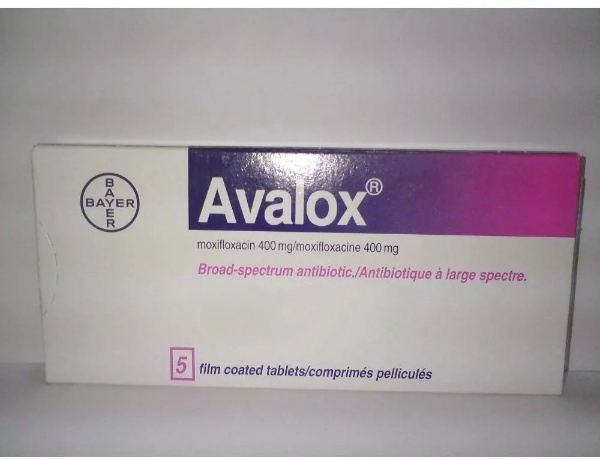 BAYER
BAYER
Avalox®
moxifloxacin 400 mg/moxifloxacine 400 mg
Broad-spectrum antibiotic./Antibiotique à large spectre.
5 film coated tablets/comprimés pelliculés